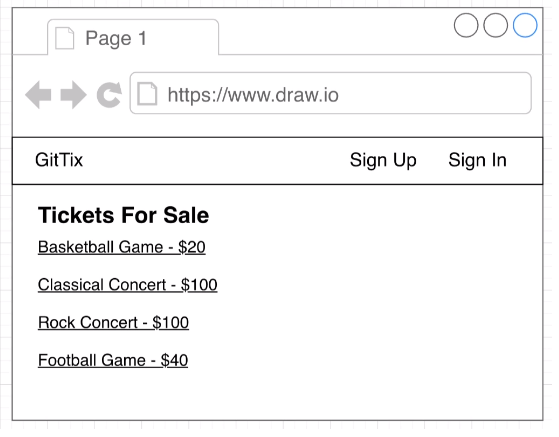 Page 1
https://www.draw.io
GitTix Sign Up Sign In
Tickets For Sale
Basketball Game - $20
Classical Concert - $100
Rock Concert - $100
Football Game - $40